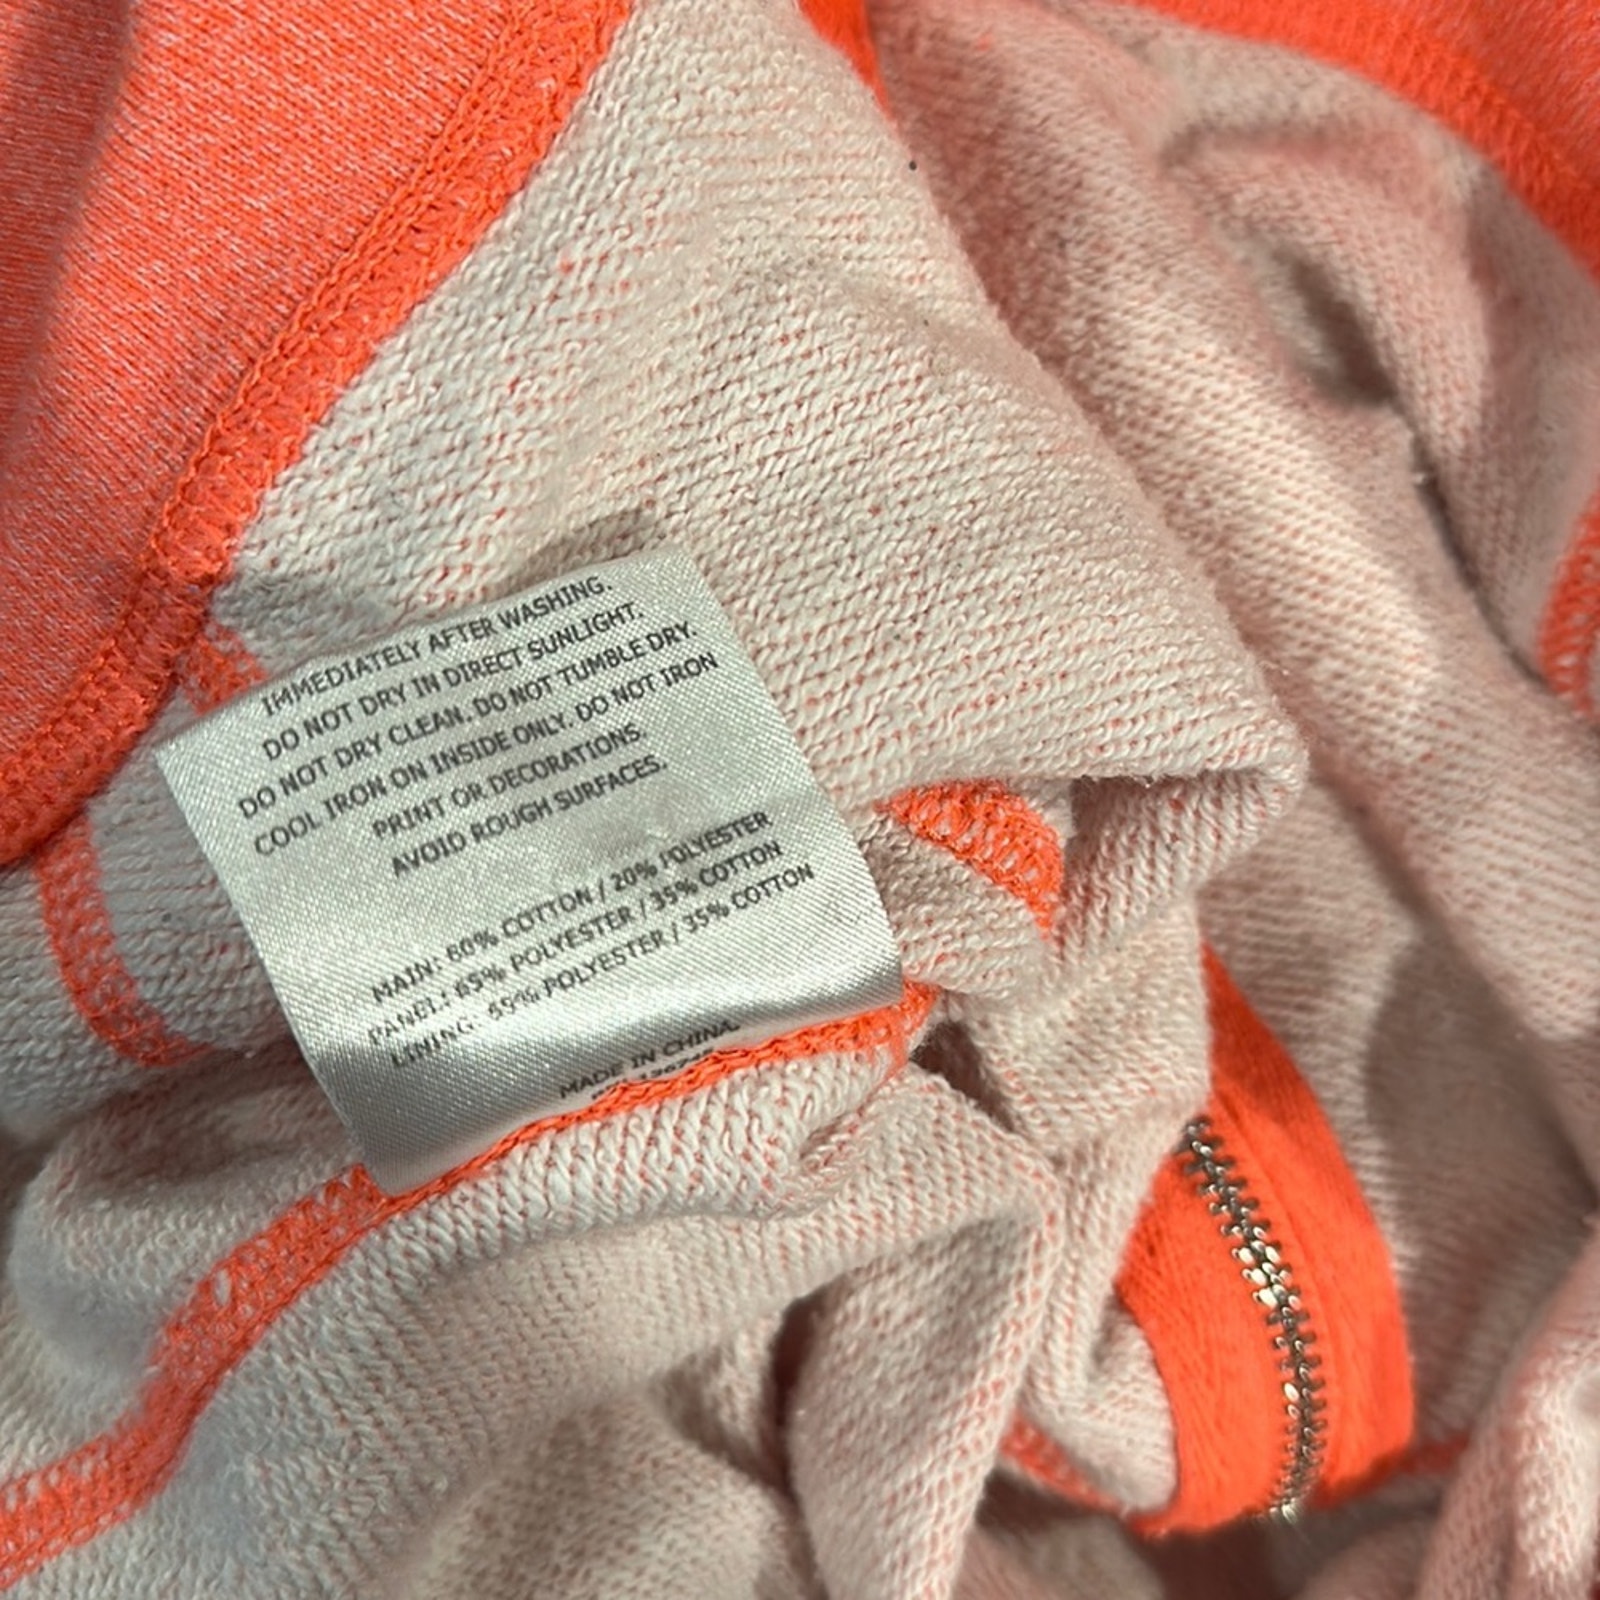 IMMEDIATELY AFTER WASHING.
DO NOT DRY IN DIRECT SUNLIGHT.
DO NOT DRY CLEAN. DO NOT TUMBLE DRY.
COOL IRON ON INSIDE ONLY. DO NOT IRON
PRINT OR DECORATIONS.
AVOID ROUGH SURFACES.
MAIN: 80% COTTON / 20% POLYESTER
PANEL: 65% POLYESTER / 35% COTTON
LINING: 65% POLYESTER / 35% COTTON
MADE IN CHINA.